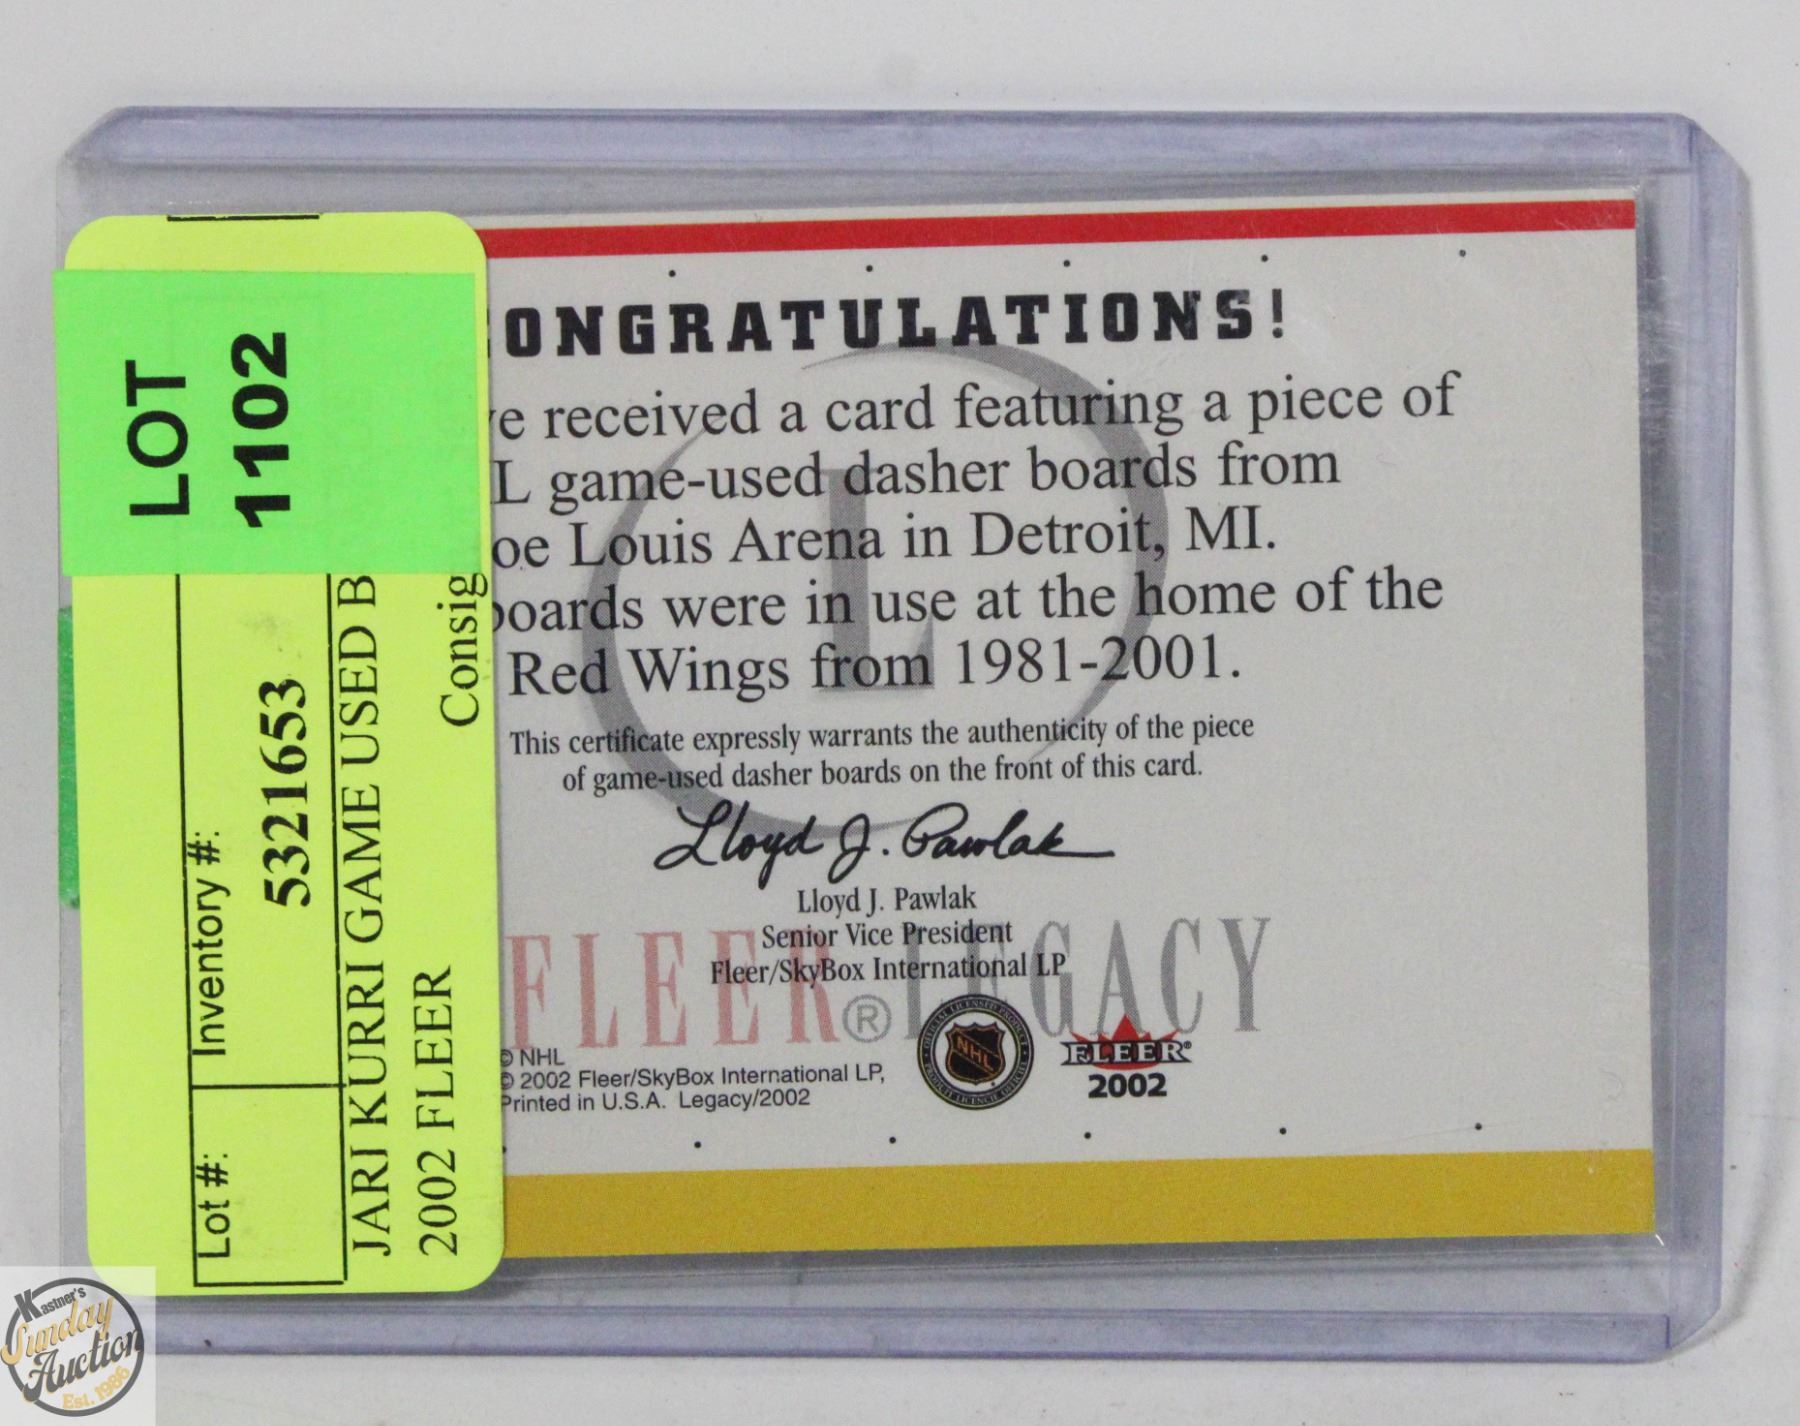 LOT
1102
Lot #:
Inventory #:
5321653
JARI KURRI GAME USED B
2002 FLEER
Consig
ONGRATULATIONS!
've received a card featuring a piece of
L game-used dasher boards from
oe Louis Arena in Detroit, MI.
boards were in use at the home of the
Red Wings from 1981-2001.
This certificate expressly warrants the authenticity of the piece
of game-used dasher boards on the front of this card.
Lloyd J. Pawlak
Lloyd J. Pawlak
Senior Vice President
Fleer/SkyBox International LP
FLEER® LEGACY
© NHL
© 2002 Fleer/SkyBox International LP,
Printed in U.S.A. Legacy/2002
NHL
FLEER®
2002
Kastner's
Sunday
Auction
Est. 1986